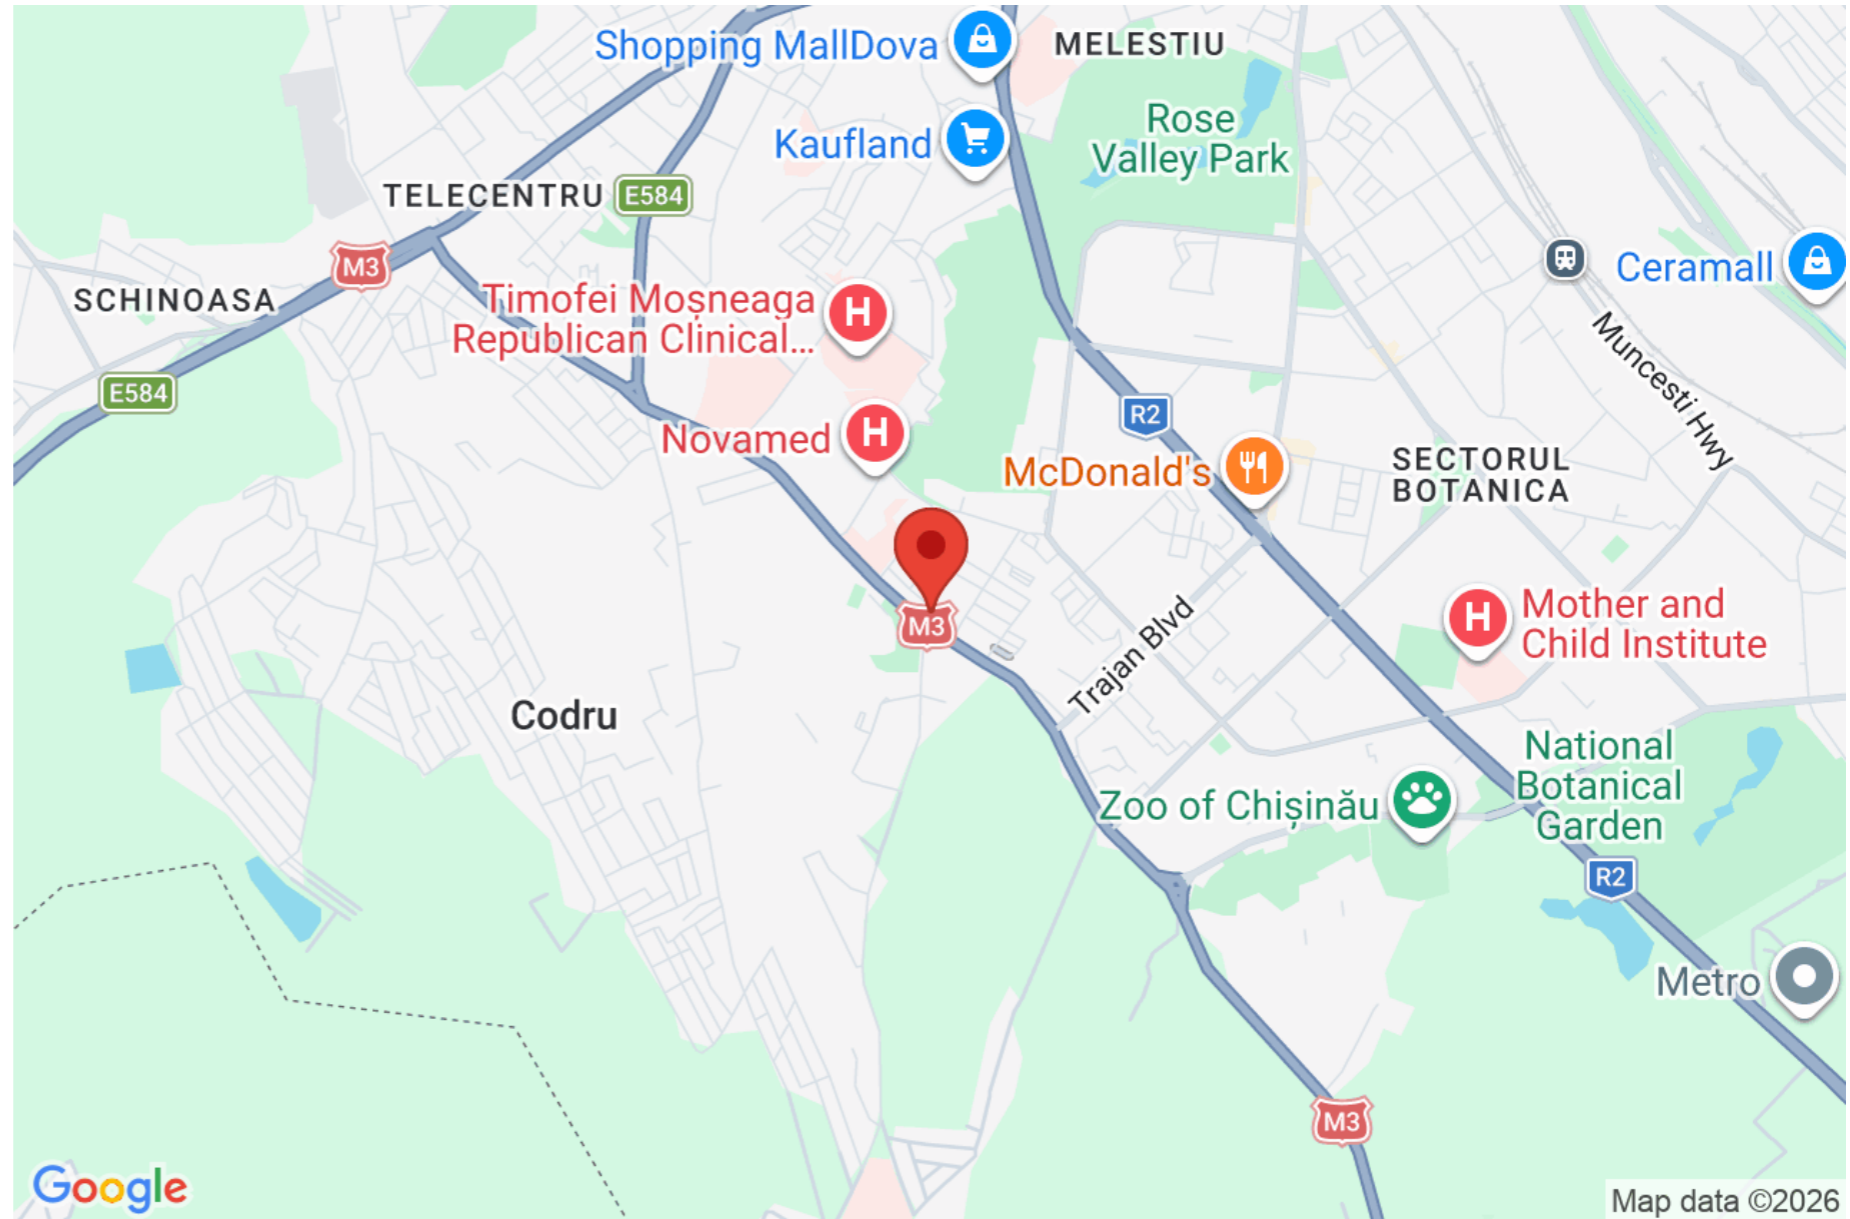 Shopping MallDova
MELESTIU
Kaufland
Rose
Valley Park
TELECENTRU
E584
M3
SCHINOASA
Ceramall
Timofei Moșneaga
Republican Clinical...
H
Muncesti Hwy
E584
R2
Novamed
H
McDonald's
SECTORUL
BOTANICA
M3
Trajan Blvd
H
Mother and
Child Institute
Codru
National
Botanical
Garden
Zoo of Chișinău
R2
Metro
M3
Google
Map data ©2026